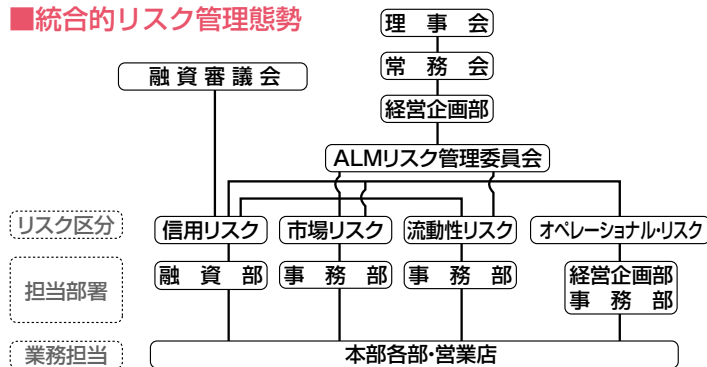 ■統合的リスク管理態勢
理事会
常務会
融資審議会
経営企画部
ALMリスク管理委員会
リスク区分
信用リスク
市場リスク
流動性リスク
オペレーショナル・リスク
担当部署
融資部
事務部
事務部
経営企画部
事務部
業務担当
本部各部・営業店